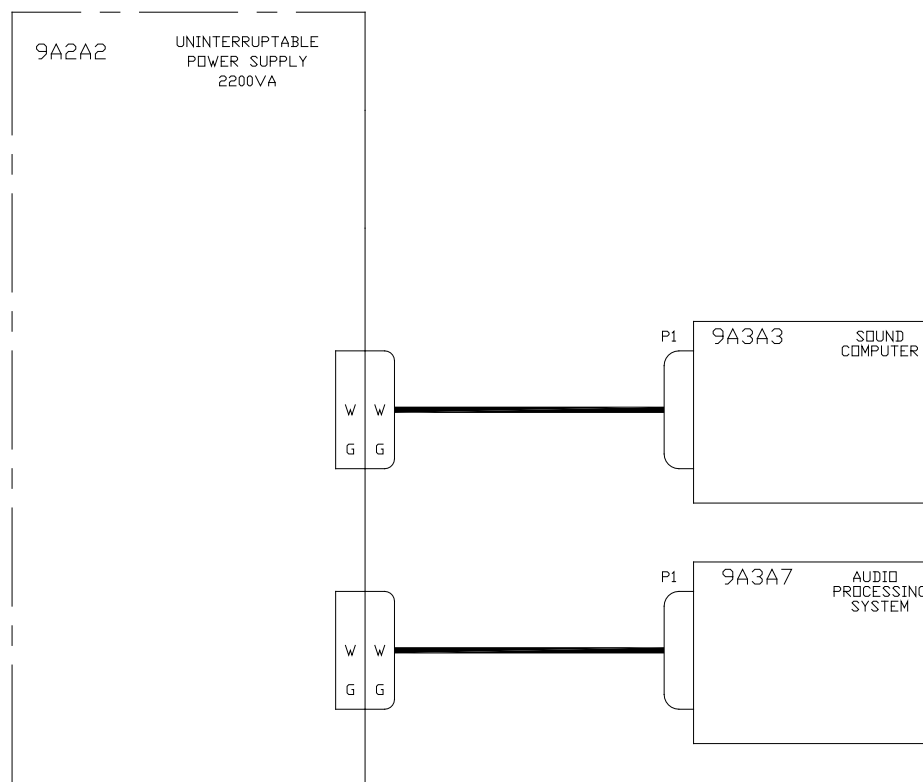 9A2A2
UNINTERRUPTABLE
POWER SUPPLY
2200VA
P1
9A3A3
SOUND
COMPUTER
W W
G G
P1
9A3A7
AUDIO
PROCESSING
SYSTEM
W W
G G